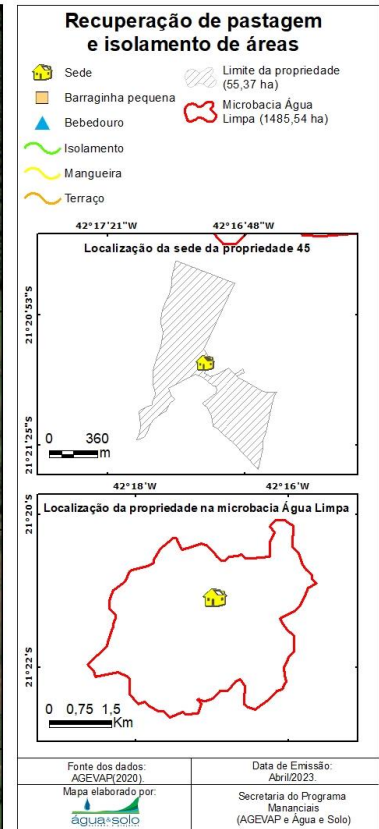 Recuperação de pastagem
e isolamento de áreas
Sede
Barraginha pequena
Bebedouro
Isolamento
Mangueira
Terraço
Limite da propriedade
(55,37 ha)
Microbacia Água
Limpa (1485,54 ha)
42°17'21"W 42°16'48"W
Localização da sede da propriedade 45
21°20'53"S
21°21'25"S
0 360
m
42°18'W 42°16'W
Localização da propriedade na microbacia Água Limpa
21°20'S
21°22'S
0 0,75 1,5
Km
Fonte dos dados:
AGEVAP(2020).
Data de Emissão:
Abril/2023.
Mapa elaborado por:
água&solo
Secretaria do Programa
Mananciais
(AGEVAP e Água e Solo)